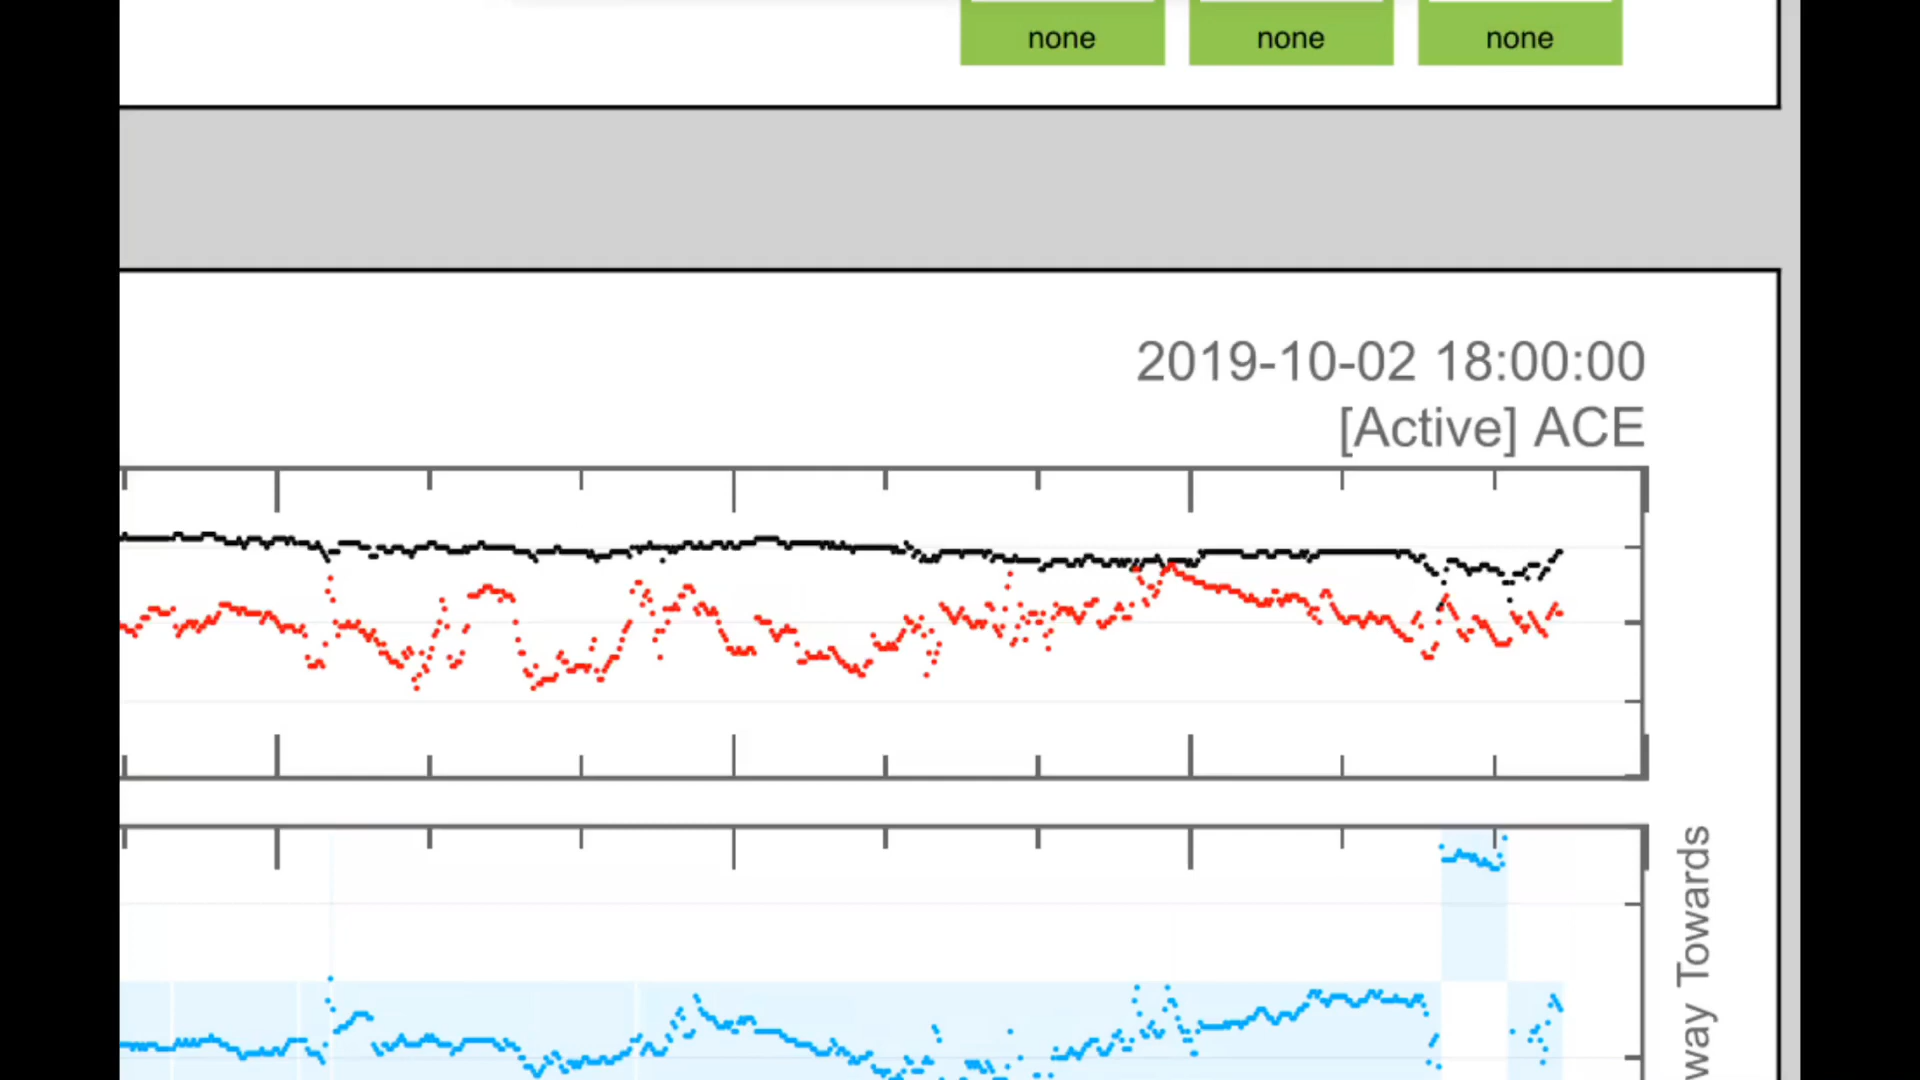 none none none
2019-10-02 18:00:00
[Active] ACE
way Towards